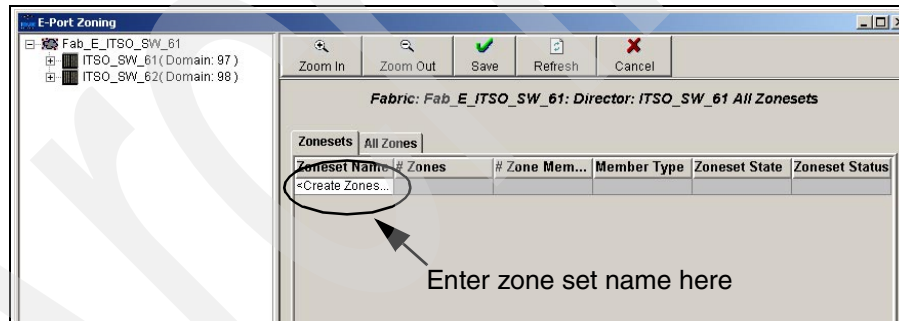 E-Port Zoning
Fab_E_ITSO_SW_61
ITSO_SW_61( Domain: 97 )
ITSO_SW_62( Domain: 98 )
Zoom In Zoom Out Save Refresh Cancel
Fabric: Fab_E_ITSO_SW_61: Director: ITSO_SW_61 All Zonesets
Zonesets All Zones
Zoneset Name # Zones # Zone Mem... Member Type Zoneset State Zoneset Status
<Create Zones...
Enter zone set name here